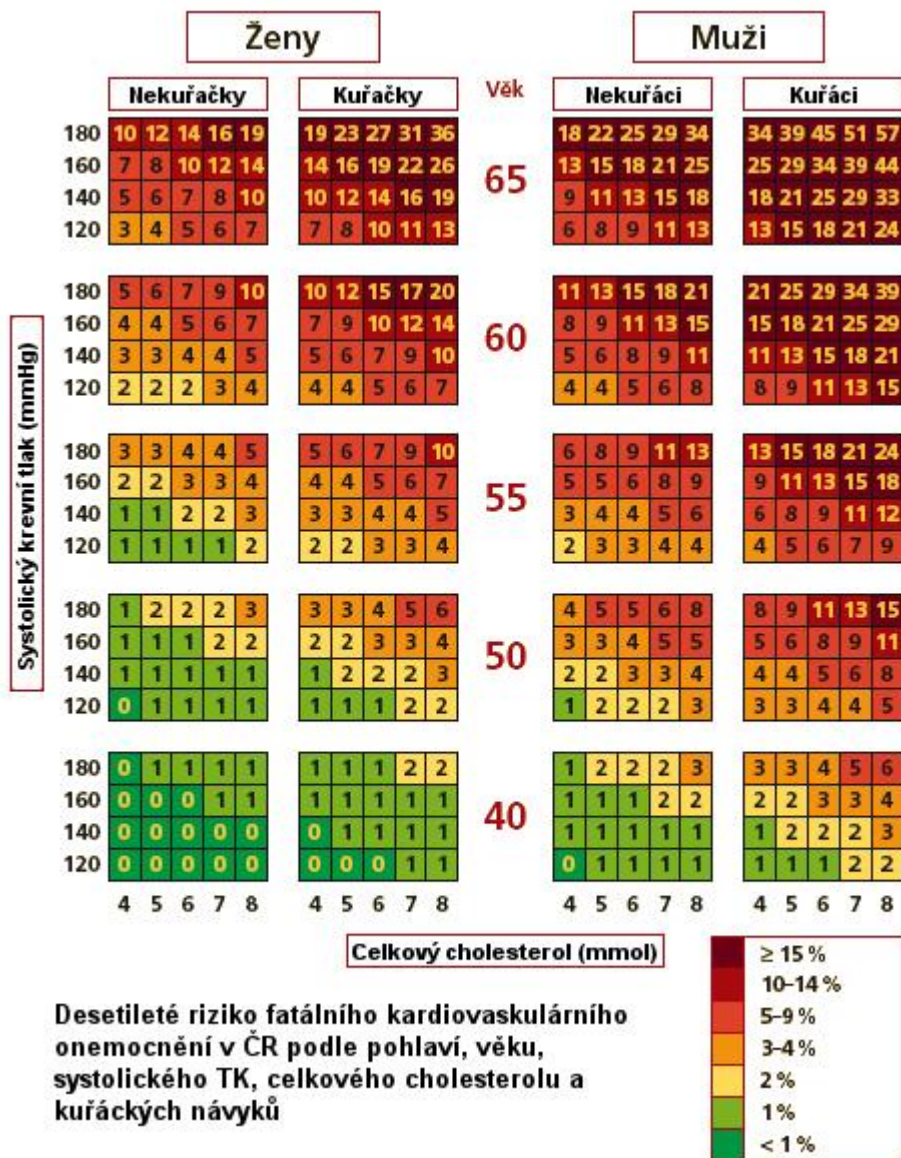 Ženy Muži
Nekuřačky Kuřačky Věk Nekuřáci Kuřáci
180 10 12 14 16 19 19 23 27 31 36 18 22 25 29 34 34 39 45 51 57
160 7 8 10 12 14 14 16 19 22 26 13 15 18 21 25 25 29 34 39 44
65
140 5 6 7 8 10 10 12 14 16 19 9 11 13 15 18 18 21 25 29 33
120 3 4 5 6 7 7 8 10 11 13 6 8 9 11 13 13 15 18 21 24
180 5 6 7 9 10 10 12 15 17 20 11 13 15 18 21 21 25 29 34 39
160 4 4 5 6 7 7 9 10 12 14 8 9 11 13 15 15 18 21 25 29
60
140 3 3 4 4 5 5 6 7 9 10 5 6 8 9 11 11 13 15 18 21
120 2 2 2 3 4 4 4 5 6 7 4 4 5 6 8 8 9 11 13 15
Systolický krevní tlak (mmHg)
180 3 3 4 4 5 5 6 7 9 10 6 8 9 11 13 13 15 18 21 24
160 2 2 3 3 4 4 4 5 6 7 5 5 6 8 9 9 11 13 15 18
55
140 1 1 2 2 3 3 3 4 4 5 3 4 4 5 6 6 8 9 11 12
120 1 1 1 1 2 2 2 3 3 4 2 3 3 4 4 4 5 6 7 9
180 1 2 2 2 3 3 3 4 5 6 4 5 5 6 8 8 9 11 13 15
160 1 1 1 2 2 2 2 3 3 4 3 3 4 5 5 5 6 8 9 11
50
140 1 1 1 1 1 1 2 2 2 3 2 2 3 3 4 4 4 5 6 8
120 0 1 1 1 1 1 1 1 2 2 1 2 2 2 3 3 3 4 4 5
180 0 1 1 1 1 1 1 1 2 2 1 2 2 2 3 3 3 4 5 6
160 0 0 0 1 1 1 1 1 1 1 1 1 1 2 2 2 2 3 3 4
40
140 0 0 0 0 0 0 1 1 1 1 1 1 1 1 1 1 2 2 2 3
120 0 0 0 0 0 0 0 0 1 1 0 1 1 1 1 1 1 1 2 2
4 5 6 7 8 4 5 6 7 8 4 5 6 7 8 4 5 6 7 8
Celkový cholesterol (mmol)
≥ 15 %
10–14 %
5–9 %
3–4 %
2 %
1 %
< 1 %
Desetileté riziko fatálního kardiovaskulárního
onemocnění v ČR podle pohlaví, věku,
systolického TK, celkového cholesterolu a
kuřáckých návyků